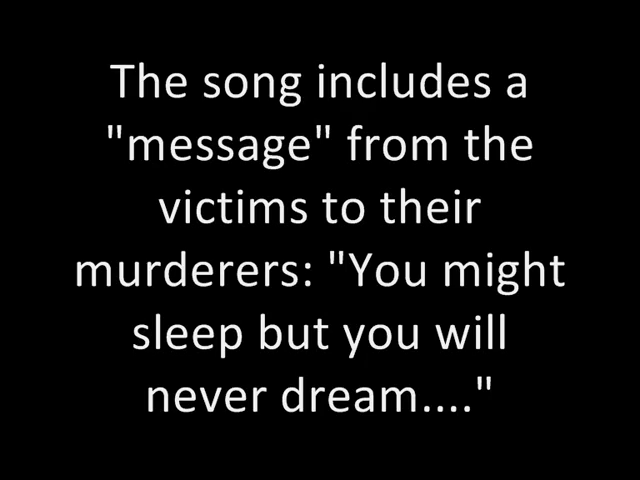 The song includes a
"message" from the
victims to their
murderers: "You might
sleep but you will
never dream...."